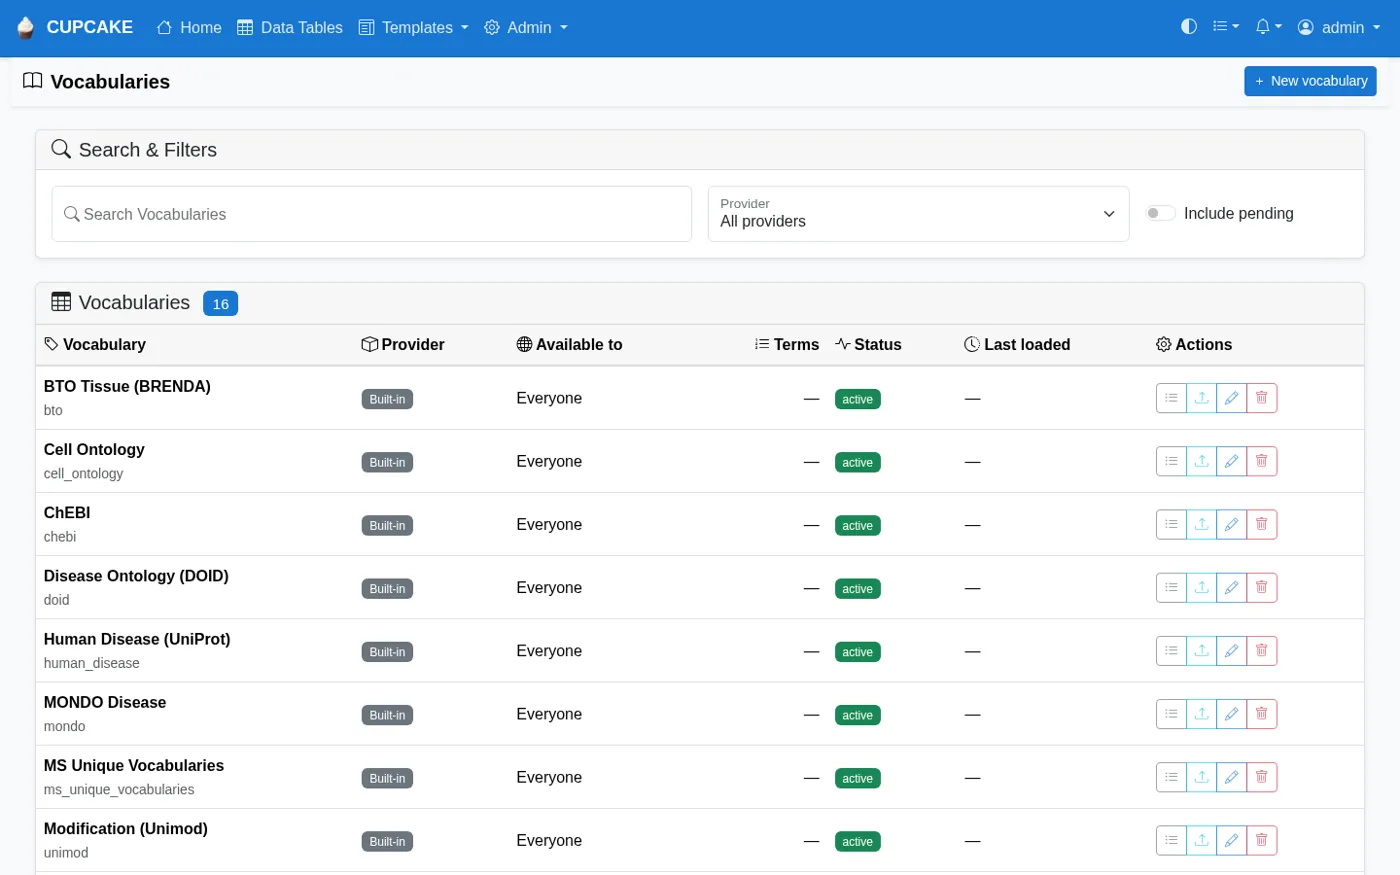 CUPCAKE Home Data Tables Templates Admin admin
Vocabularies
+ New vocabulary
Search & Filters
Search Vocabularies
Provider
All providers
Include pending
Vocabularies 16
Vocabulary Provider Available to Terms Status Last loaded Actions
BTO Tissue (BRENDA)
bto
Built-in Everyone — active —
Cell Ontology
cell_ontology
Built-in Everyone — active —
ChEBI
chebi
Built-in Everyone — active —
Disease Ontology (DOID)
doid
Built-in Everyone — active —
Human Disease (UniProt)
human_disease
Built-in Everyone — active —
MONDO Disease
mondo
Built-in Everyone — active —
MS Unique Vocabularies
ms_unique_vocabularies
Built-in Everyone — active —
Modification (Unimod)
unimod
Built-in Everyone — active —